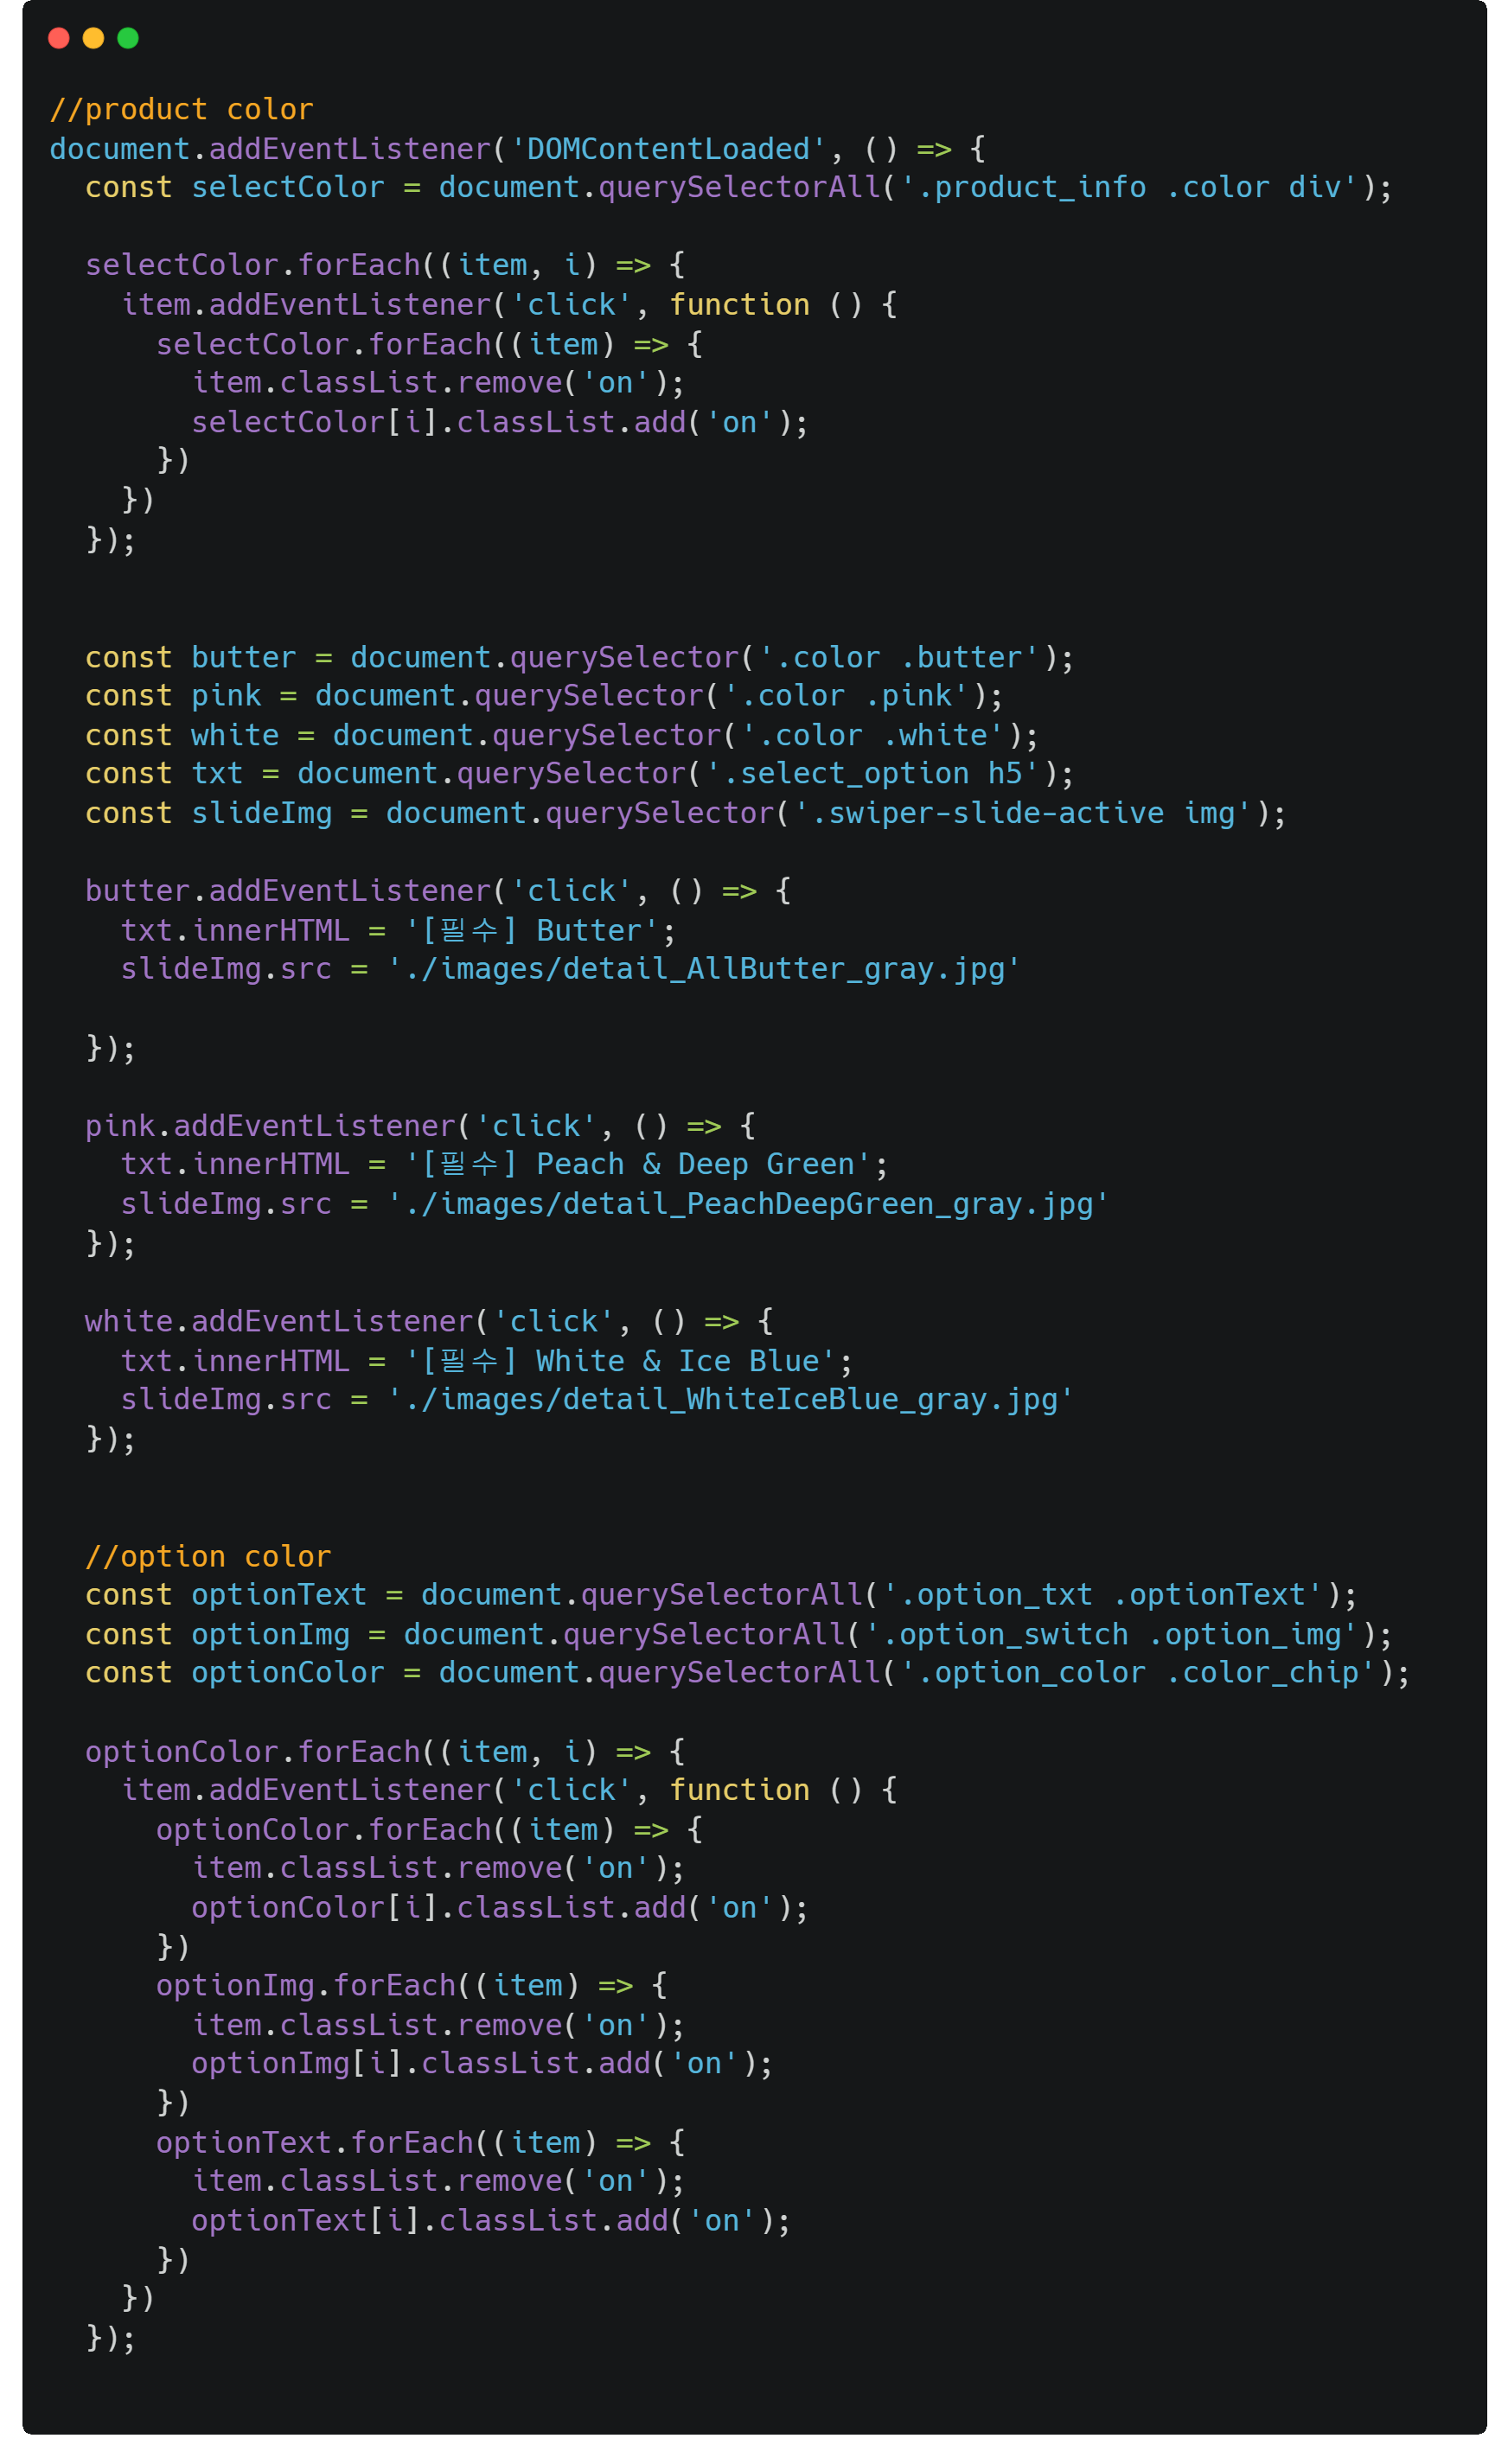 //product color
document.addEventListener('DOMContentLoaded', () => {
  const selectColor = document.querySelectorAll('.product_info .color div');

  selectColor.forEach((item, i) => {
    item.addEventListener('click', function () {
      selectColor.forEach((item) => {
        item.classList.remove('on');
        selectColor[i].classList.add('on');
      })
    })
  });


  const butter = document.querySelector('.color .butter');
  const pink = document.querySelector('.color .pink');
  const white = document.querySelector('.color .white');
  const txt = document.querySelector('.select_option h5');
  const slideImg = document.querySelector('.swiper-slide-active img');

  butter.addEventListener('click', () => {
    txt.innerHTML = '[필수] Butter';
    slideImg.src = './images/detail_AllButter_gray.jpg'

  });

  pink.addEventListener('click', () => {
    txt.innerHTML = '[필수] Peach & Deep Green';
    slideImg.src = './images/detail_PeachDeepGreen_gray.jpg'
  });

  white.addEventListener('click', () => {
    txt.innerHTML = '[필수] White & Ice Blue';
    slideImg.src = './images/detail_WhiteIceBlue_gray.jpg'
  });


  //option color
  const optionText = document.querySelectorAll('.option_txt .optionText');
  const optionImg = document.querySelectorAll('.option_switch .option_img');
  const optionColor = document.querySelectorAll('.option_color .color_chip');

  optionColor.forEach((item, i) => {
    item.addEventListener('click', function () {
      optionColor.forEach((item) => {
        item.classList.remove('on');
        optionColor[i].classList.add('on');
      })
      optionImg.forEach((item) => {
        item.classList.remove('on');
        optionImg[i].classList.add('on');
      })
      optionText.forEach((item) => {
        item.classList.remove('on');
        optionText[i].classList.add('on');
      })
    })
  });